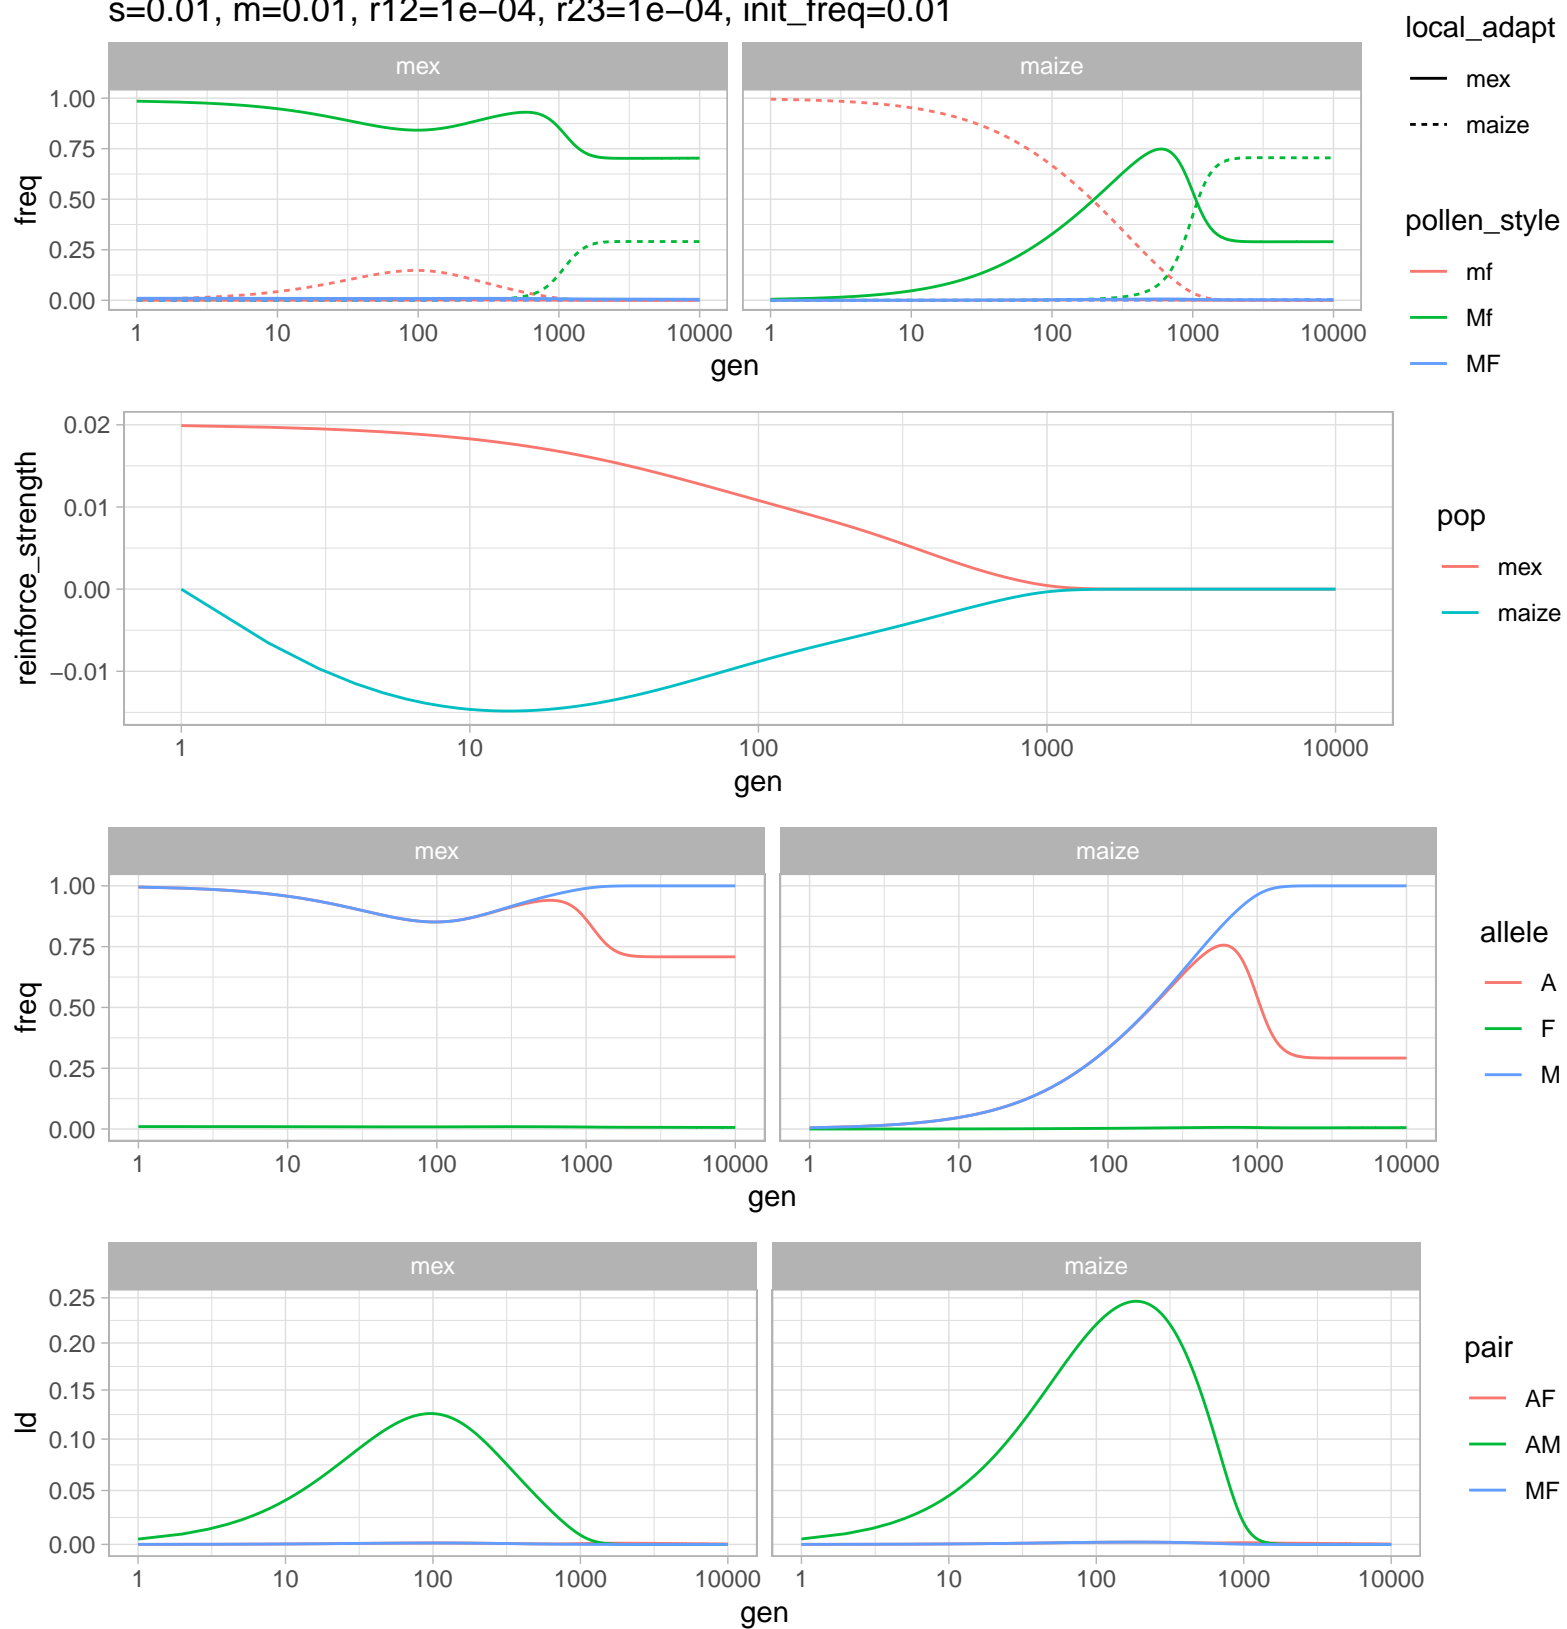 s=0.01, m=0.01, r12=1e−04, r23=1e−04, init_freq=0.01
mex
maize
freq
1.00
0.75
0.50
0.25
0.00
1 10 100 1000 10000
1 10 100 1000 10000
gen
local_adapt
mex
maize
pollen_style
mf
Mf
MF
reinforce_strength
0.02
0.01
0.00
−0.01
1 10 100 1000 10000
gen
pop
mex
maize
mex
maize
freq
1.00
0.75
0.50
0.25
0.00
1 10 100 1000 10000
1 10 100 1000 10000
gen
allele
A
F
M
mex
maize
ld
0.25
0.20
0.15
0.10
0.05
0.00
1 10 100 1000 10000
1 10 100 1000 10000
gen
pair
AF
AM
MF